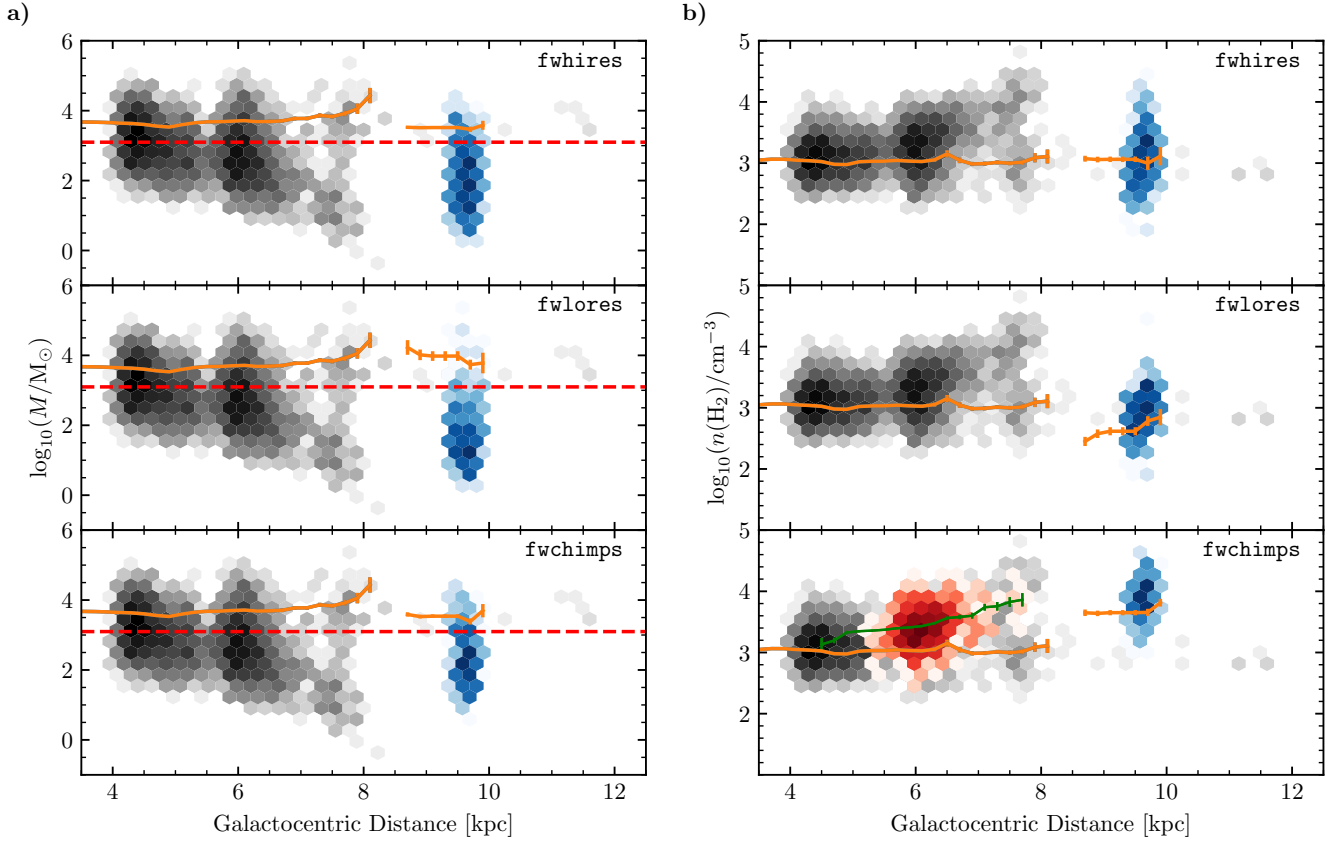 a)
b)
6
4
2
0
fwhires
6
4
2
0
fwlores
6
4
2
0
fwchimps
4
6
8
10
12
log10(M/M⊙)
Galactocentric Distance [kpc]
5
4
3
2
fwhires
5
4
3
2
fwlores
5
4
3
2
fwchimps
4
6
8
10
12
log10(n(H2)/cm−3)
Galactocentric Distance [kpc]